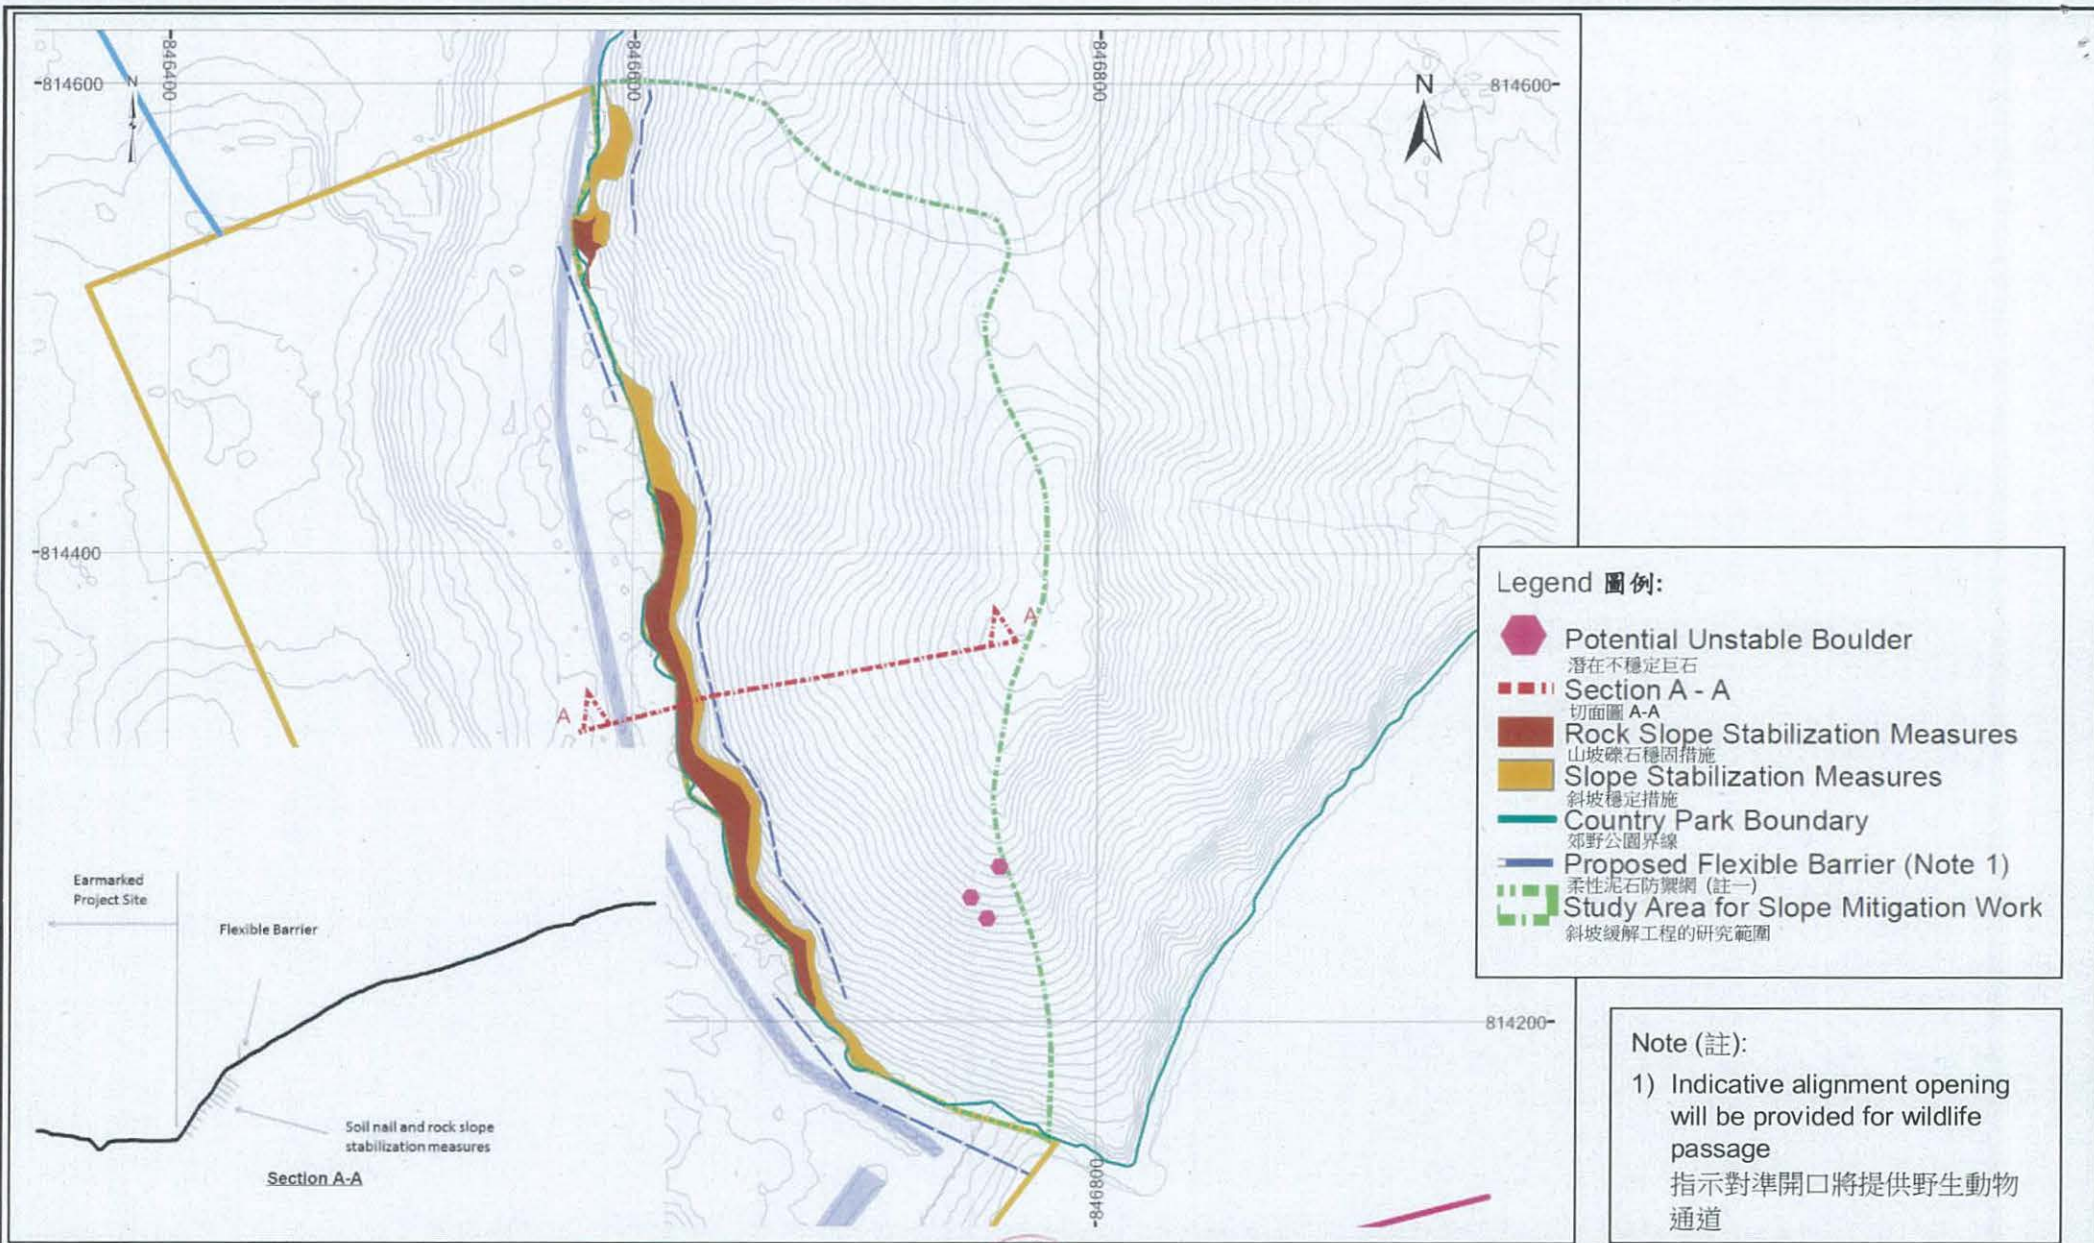 846400
846600
846800
814600
814600
N
N
814400
A
A
Legend 圖例:
Potential Unstable Boulder
潛在不穩定巨石
Section A - A
切面圖 A-A
Rock Slope Stabilization Measures
山坡礫石穩固措施
Slope Stabilization Measures
斜坡穩定措施
Country Park Boundary
郊野公園界線
Proposed Flexible Barrier (Note 1)
柔性泥石防禦網 (註一)
Study Area for Slope Mitigation Work
斜坡緩解工程的研究範圍
Earmarked
Project Site
Flexible Barrier
Soil nail and rock slope
stabilization measures
Section A-A
814200
846800
Note (註):
1) Indicative alignment opening
will be provided for wildlife
passage
指示對準開口將提供野生動物
通道